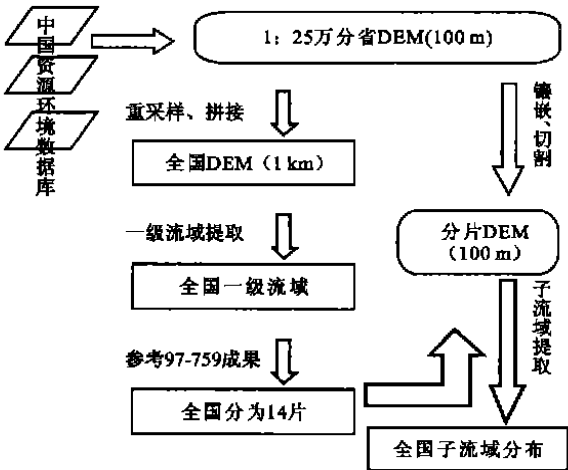 中国资源环境数据库
1：25万分省DEM(100 m)
重采样、拼接
镶嵌、切割
全国DEM（1 km）
一级流域提取
分片DEM
（100 m）
全国一级流域
子流域提取
参考97-759成果
全国分为14片
全国子流域分布